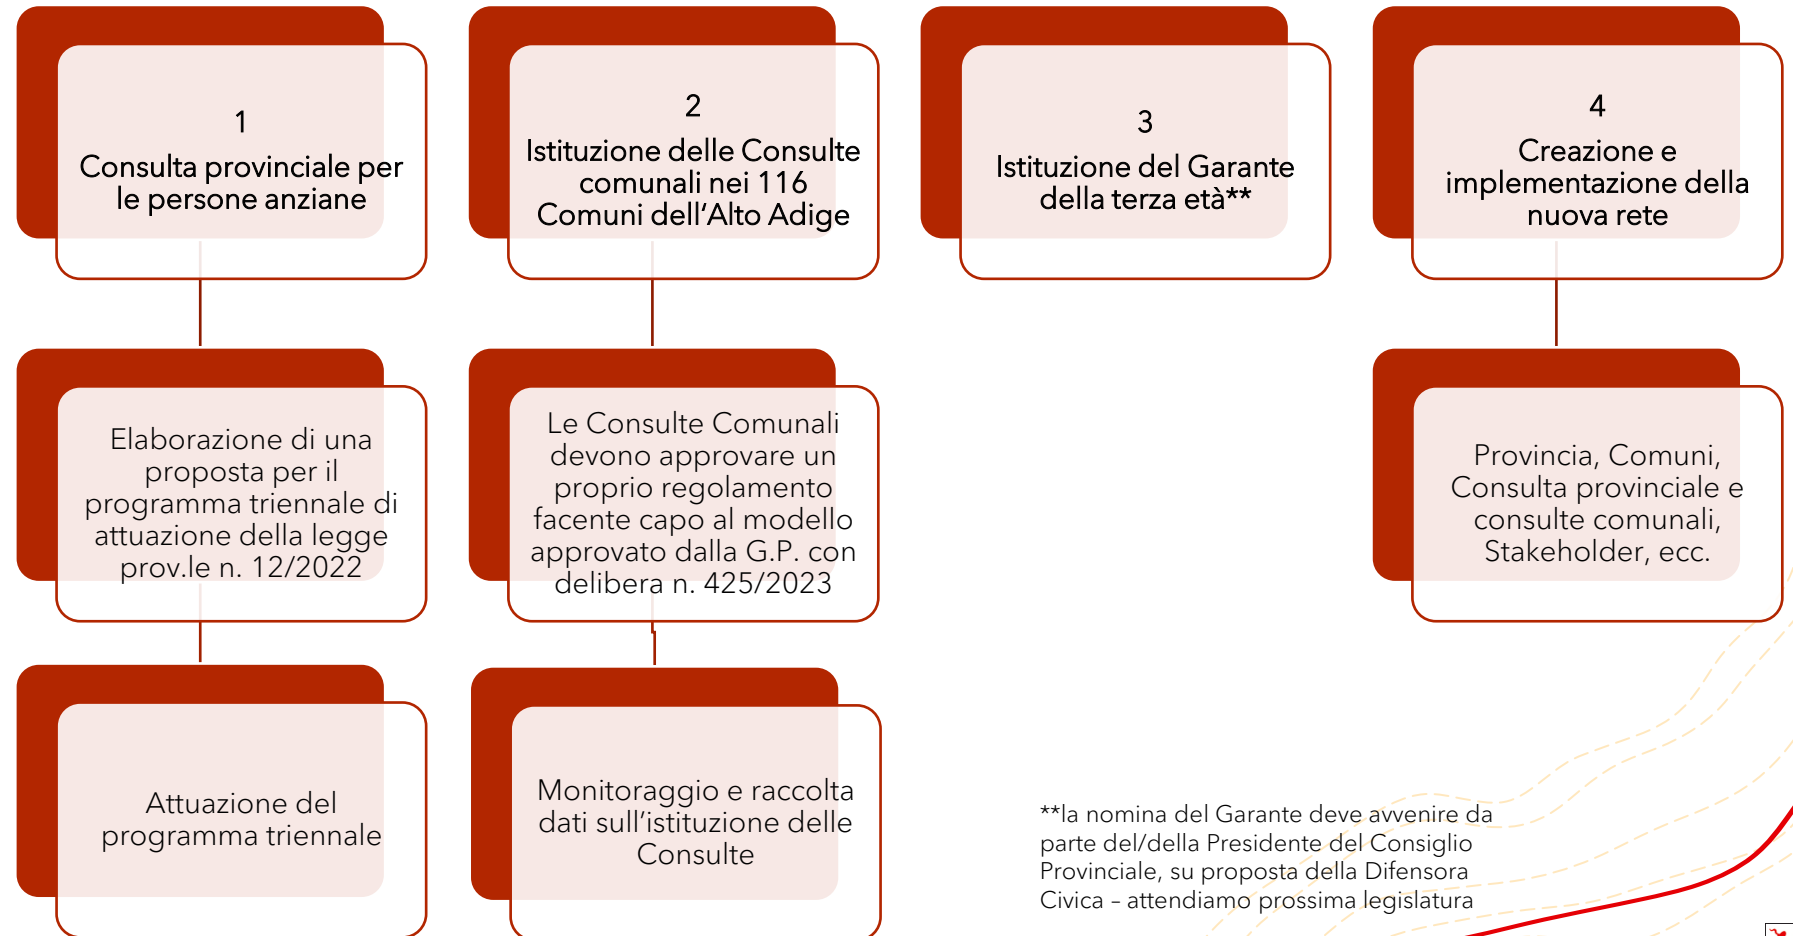 1
Consulta provinciale per
le persone anziane
2
Istituzione delle Consulte
comunali nei 116
Comuni dell'Alto Adige
3
Istituzione del Garante
della terza età**
4
Creazione e
implementazione della
nuova rete
Elaborazione di una
proposta per il
programma triennale di
attuazione della legge
prov.le n. 12/2022
Le Consulte Comunali
devono approvare un
proprio regolamento
facente capo al modello
approvato dalla G.P. con
delibera n. 425/2023
Provincia, Comuni,
Consulta provinciale e
consulte comunali,
Stakeholder, ecc.
Attuazione del
programma triennale
Monitoraggio e raccolta
dati sull'istituzione delle
Consulte
**la nomina del Garante deve avvenire da
parte del/della Presidente del Consiglio
Provinciale, su proposta della Difensora
Civica – attendiamo prossima legislatura